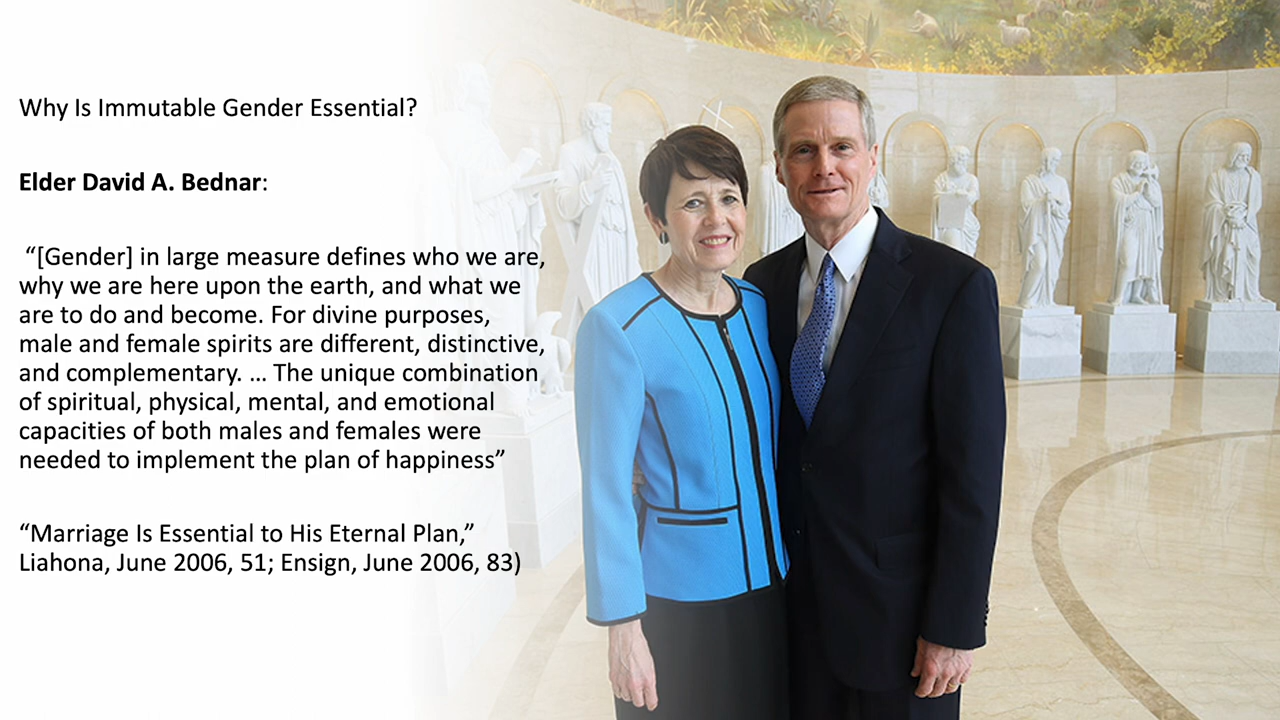 Why Is Immutable Gender Essential?
Elder David A. Bednar:
“[Gender] in large measure defines who we are,
why we are here upon the earth, and what we
are to do and become. For divine purposes,
male and female spirits are different, distinctive,
and complementary. … The unique combination
of spiritual, physical, mental, and emotional
capacities of both males and females were
needed to implement the plan of happiness”
“Marriage Is Essential to His Eternal Plan,”
Liahona, June 2006, 51; Ensign, June 2006, 83)